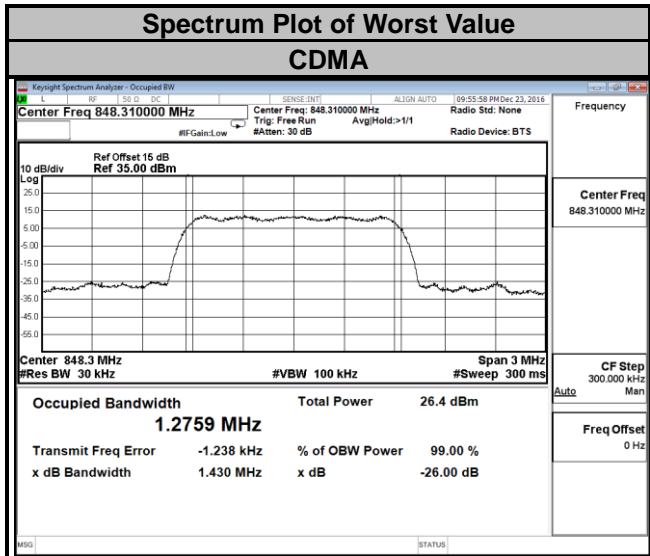 Spectrum Plot of Worst Value
CDMA
Keysight Spectrum Analyzer - Occupied BW
L RF 50 Ω DC SENSE:INT ALIGN AUTO 09:55:58 PM Dec 23, 2016
Center Freq 848.310000 MHz
Center Freq: 848.310000 MHz Radio Std: None
Trig: Free Run Avg|Hold:>1/1
#IFGain:Low #Atten: 30 dB Radio Device: BTS
Frequency
Ref Offset 15 dB
10 dB/div Ref 35.00 dBm
Log
25.0
15.0
5.00
-5.00
-15.0
-25.0
-35.0
-45.0
-55.0
Center Freq
848.310000 MHz
Center 848.3 MHz Span 3 MHz
#Res BW 30 kHz #VBW 100 kHz #Sweep 300 ms
CF Step
300.000 kHz
Auto Man
Occupied Bandwidth Total Power 26.4 dBm
1.2759 MHz
Transmit Freq Error -1.238 kHz % of OBW Power 99.00 %
x dB Bandwidth 1.430 MHz x dB -26.00 dB
Freq Offset
0 Hz
MSG STATUS